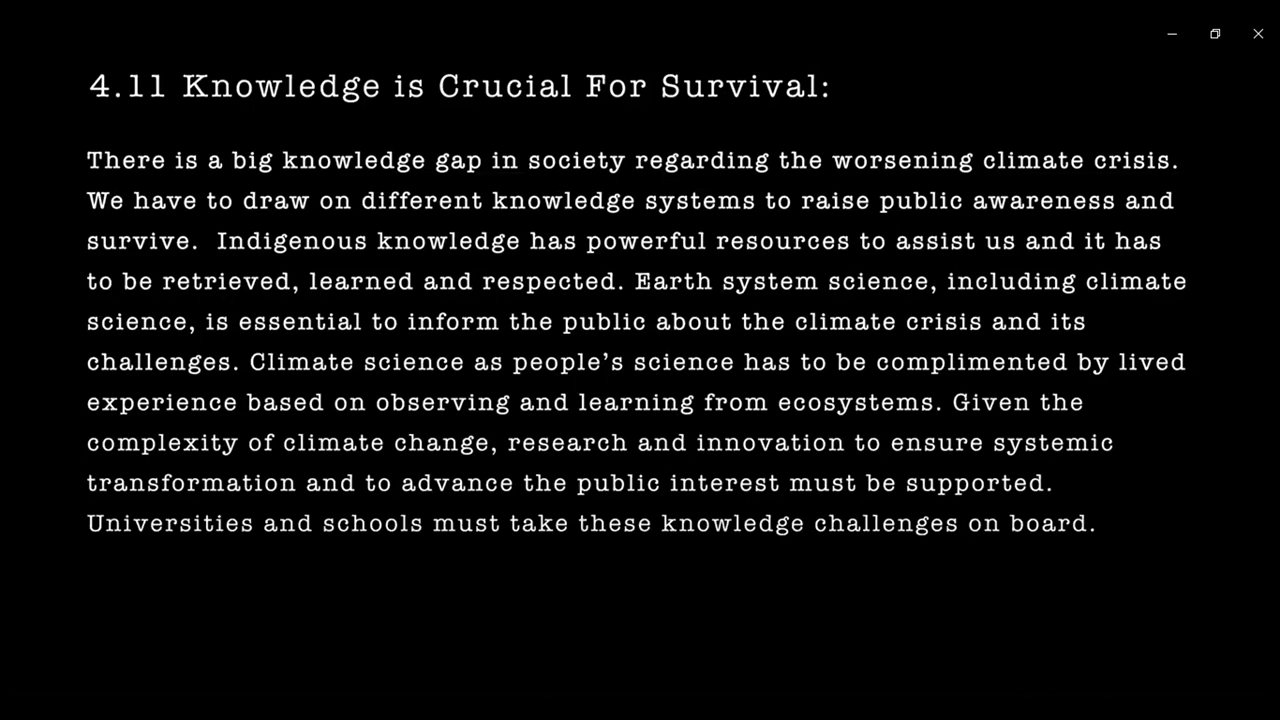 4.11 Knowledge is Crucial For Survival:
There is a big knowledge gap in society regarding the worsening climate crisis.
We have to draw on different knowledge systems to raise public awareness and
survive.  Indigenous knowledge has powerful resources to assist us and it has
to be retrieved, learned and respected. Earth system science, including climate
science, is essential to inform the public about the climate crisis and its
challenges. Climate science as people’s science has to be complimented by lived
experience based on observing and learning from ecosystems. Given the
complexity of climate change, research and innovation to ensure systemic
transformation and to advance the public interest must be supported.
Universities and schools must take these knowledge challenges on board.